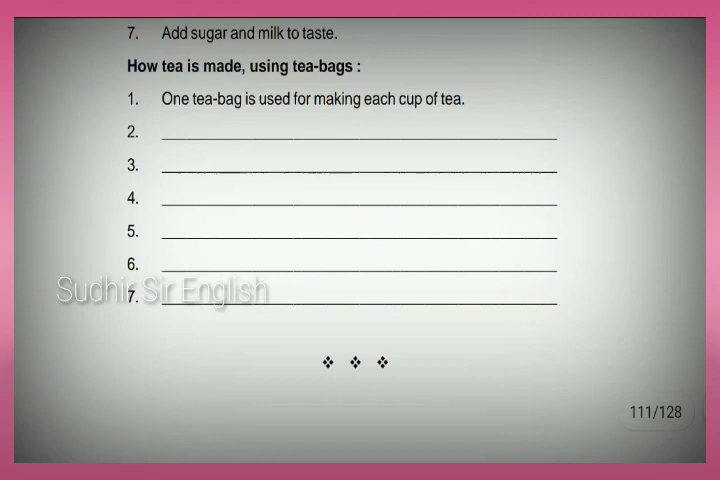 7. Add sugar and milk to taste.
How tea is made, using tea-bags :
1. One tea-bag is used for making each cup of tea.
2.
3.
4.
5.
6.
7.
Sudhir Sir English
111/128